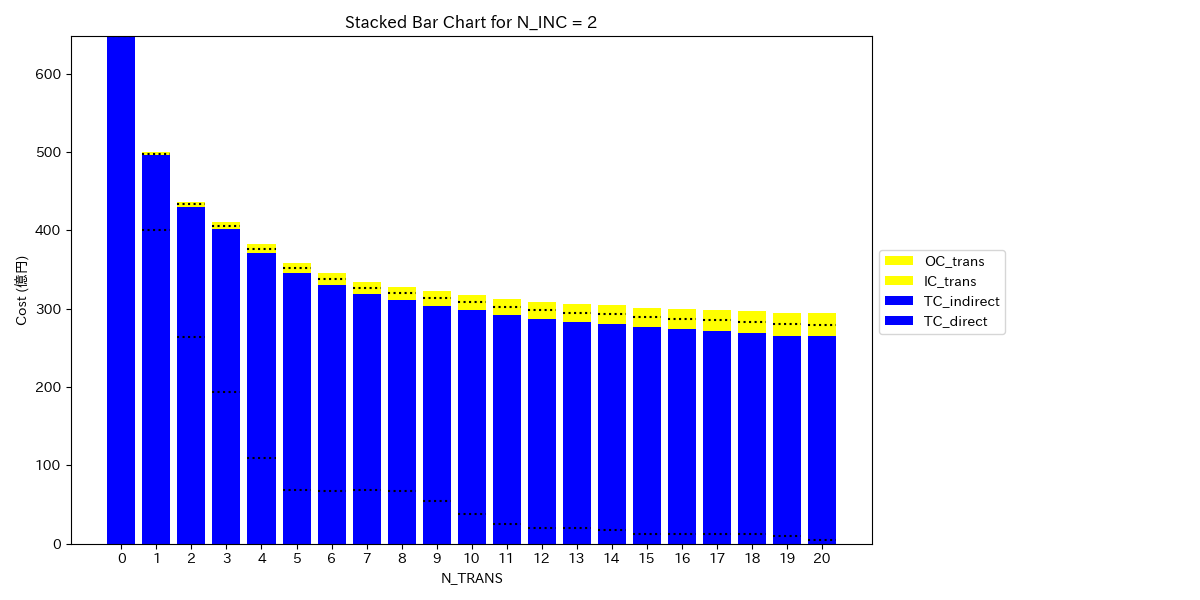 Stacked Bar Chart for N_INC = 2
Cost (億円)
600
500
400
300
200
100
0
0 1 2 3 4 5 6 7 8 9 10 11 12 13 14 15 16 17 18 19 20
N_TRANS
OC_trans
IC_trans
TC_indirect
TC_direct